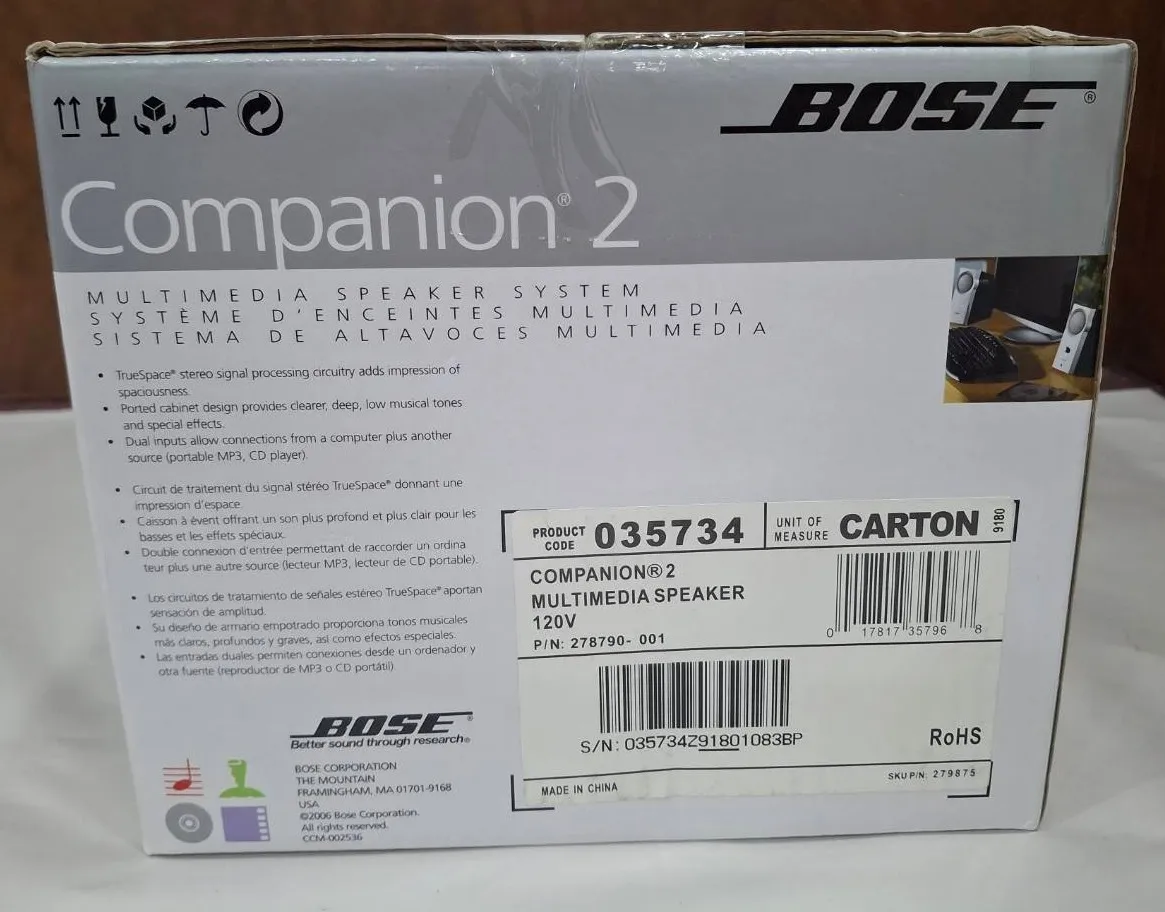 BOSE®
Companion® 2
MULTIMEDIA SPEAKER SYSTEM
SYSTÈME D'ENCEINTES MULTIMEDIA
SISTEMA DE ALTAVOCES MULTIMEDIA
• TrueSpace® stereo signal processing circuitry adds impression of
spaciousness.
• Ported cabinet design provides clearer, deep, low musical tones
and special effects.
• Dual inputs allow connections from a computer plus another
source (portable MP3, CD player).
• Circuit de traitement du signal stéréo TrueSpace® donnant une
impression d'espace.
• Caisson à évent offrant un son plus profond et plus clair pour les
basses et les effets spéciaux.
• Double connexion d'entrée permettant de raccorder un ordina
teur plus une autre source (lecteur MP3, lecteur de CD portable).
• Los circuitos de tratamiento de señales estéreo TrueSpace® aportan
sensación de amplitud.
• Su diseño de armario empotrado proporciona tonos musicales
más claros, profundos y graves, así como efectos especiales.
• Las entradas duales permiten conexiones desde un ordenador y
otra fuente (reproductor de MP3 o CD portátil).
BOSE®
Better sound through research®
BOSE CORPORATION
THE MOUNTAIN
FRAMINGHAM, MA 01701-9168
USA
©2006 Bose Corporation.
All rights reserved.
CCM-002536
PRODUCT CODE 035734
UNIT OF MEASURE CARTON 9180
COMPANION®2
MULTIMEDIA SPEAKER
120V
P/N: 278790- 001
0 17817 35796 8
S/N: 035734Z91801083BP
RoHS
SKU P/N: 279875
MADE IN CHINA